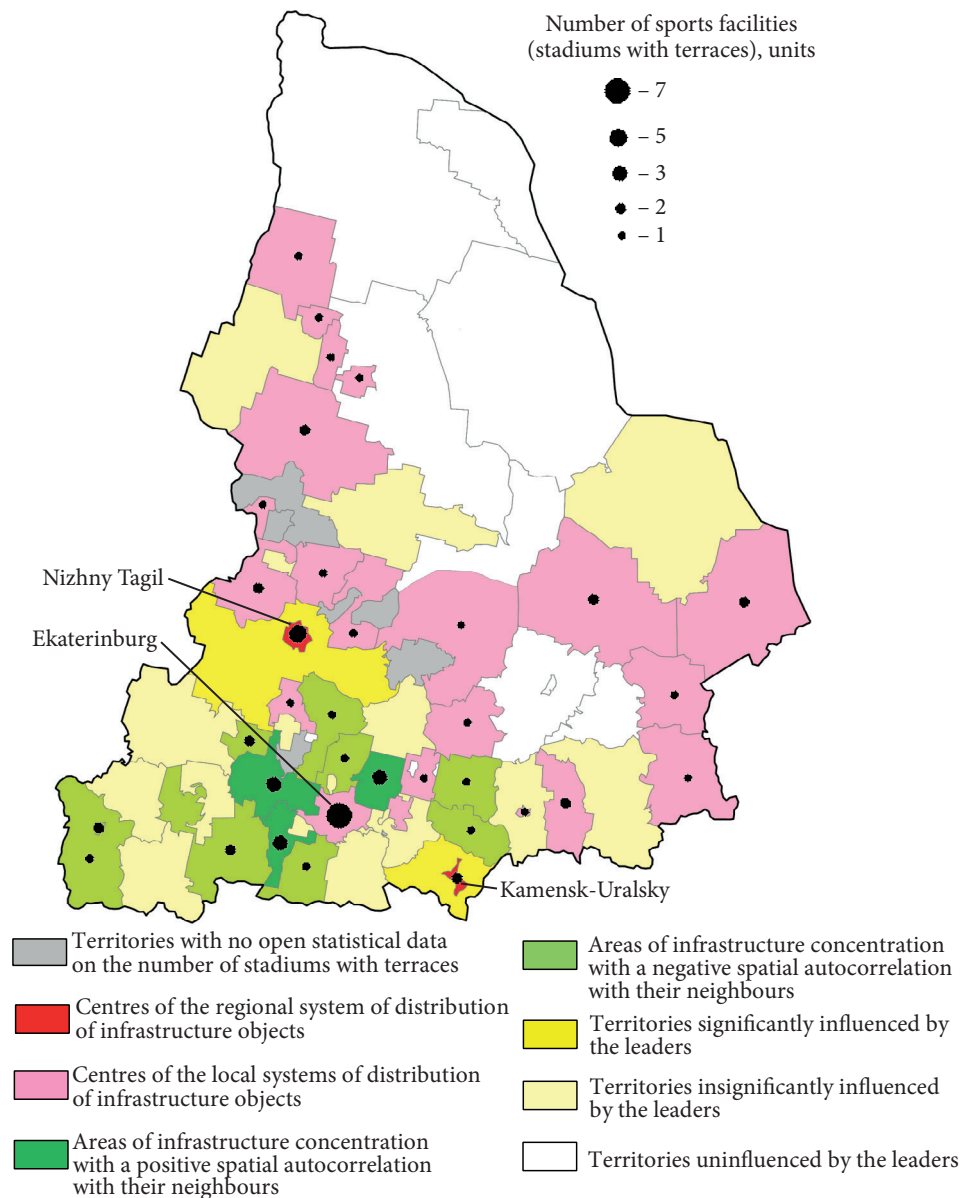 Number of sports facilities
(stadiums with terraces), units
– 7
– 5
– 3
– 2
– 1
Nizhny Tagil
Ekaterinburg
Kamensk-Uralsky
Territories with no open statistical data
on the number of stadiums with terraces
Centres of the regional system of distribution
of infrastructure objects
Centres of the local systems of distribution
of infrastructure objects
Areas of infrastructure concentration
with a positive spatial autocorrelation
with their neighbours
Areas of infrastructure concentration
with a negative spatial autocorrelation
with their neighbours
Territories significantly influenced by
the leaders
Territories insignificantly influenced
by the leaders
Territories uninfluenced by the leaders